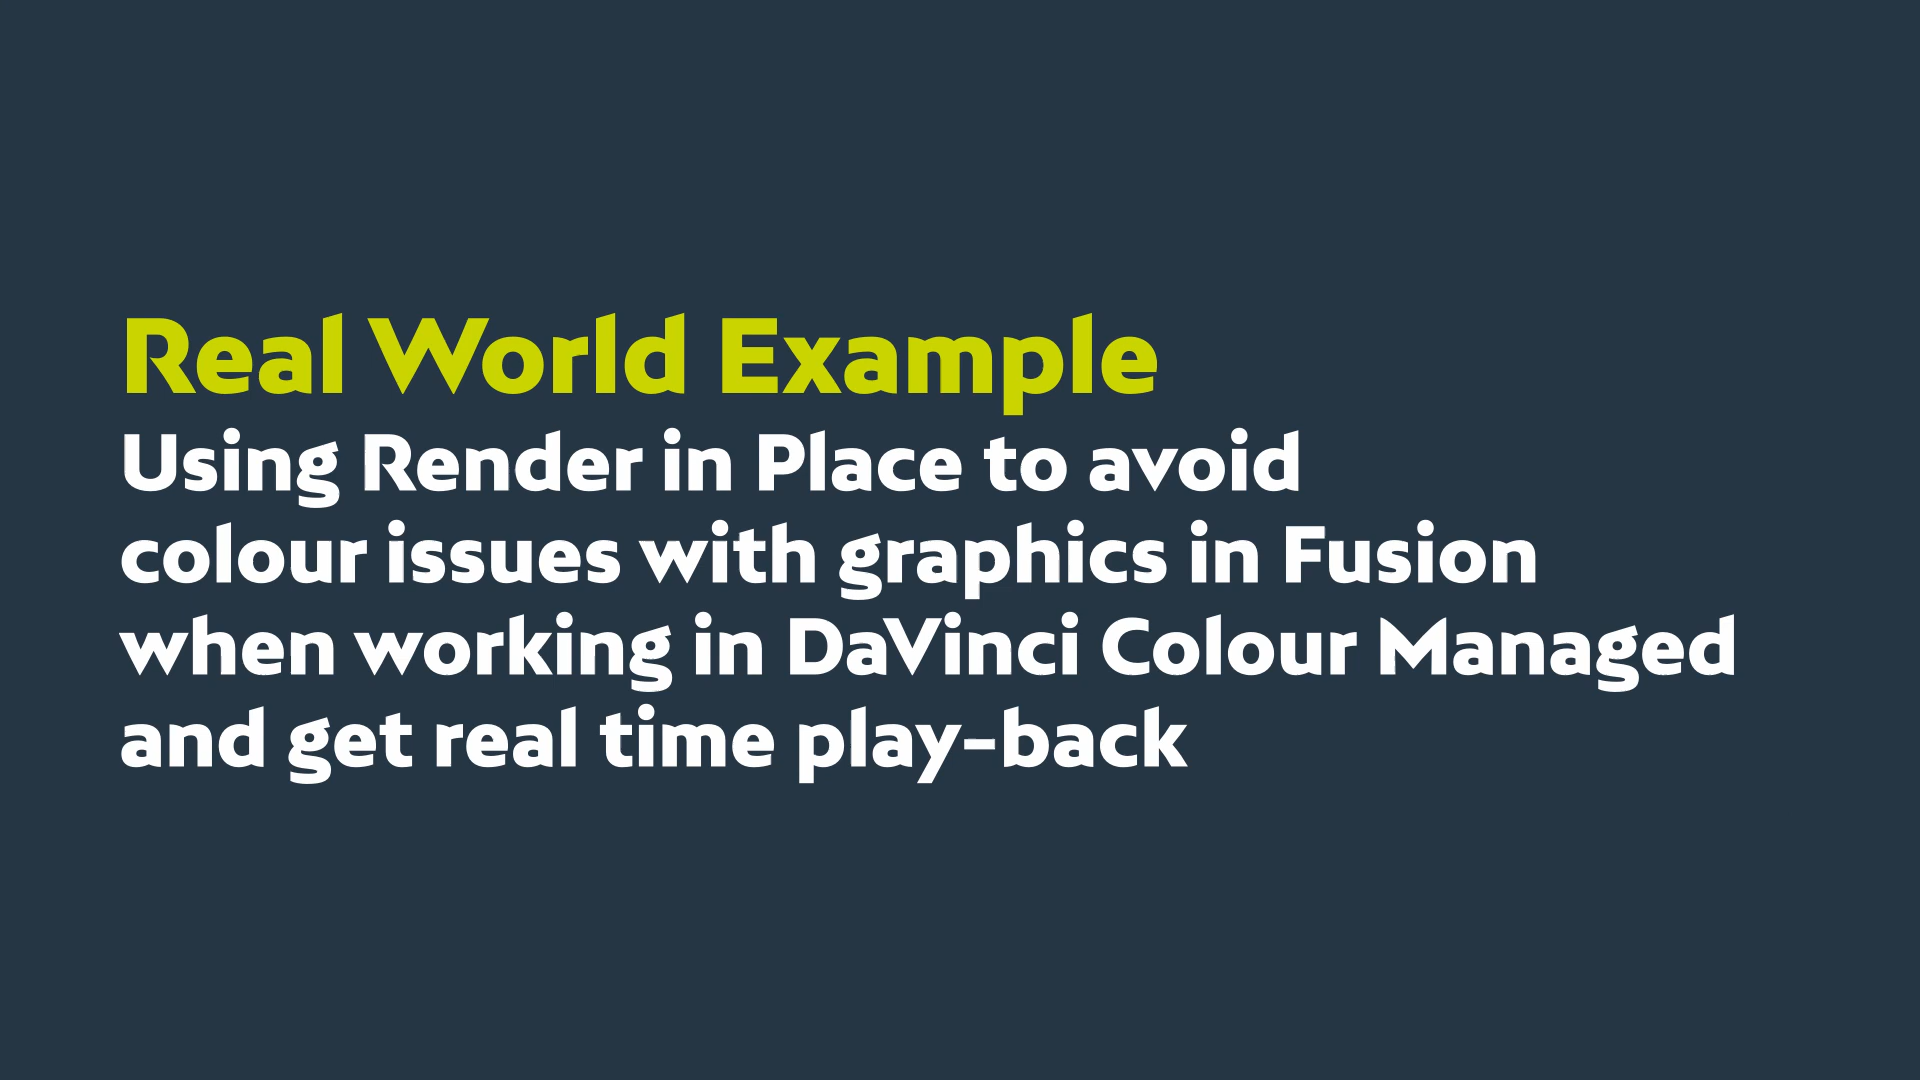 Real World Example
Using Render in Place to avoid
colour issues with graphics in Fusion
when working in DaVinci Colour Managed
and get real time play-back